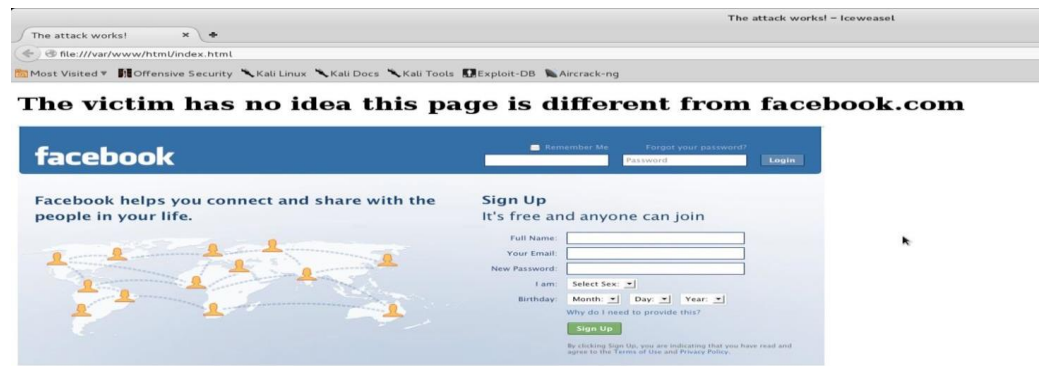 The attack works! – Iceweasel
The attack works!
file:///var/www/html/index.html
Most Visited Offensive Security Kali Linux Kali Docs Kali Tools Exploit-DB Aircrack-ng
The victim has no idea this page is different from facebook.com
facebook
Remember Me Forgot your password?
Password Login
Facebook helps you connect and share with the
people in your life.
Sign Up
It's free and anyone can join
Full Name:
Your Email:
New Password:
I am: Select Sex:
Birthday: Month: Day: Year:
Why do I need to provide this?
Sign Up
By clicking Sign Up, you are indicating that you have read and
agree to the Terms of Use and Privacy Policy.